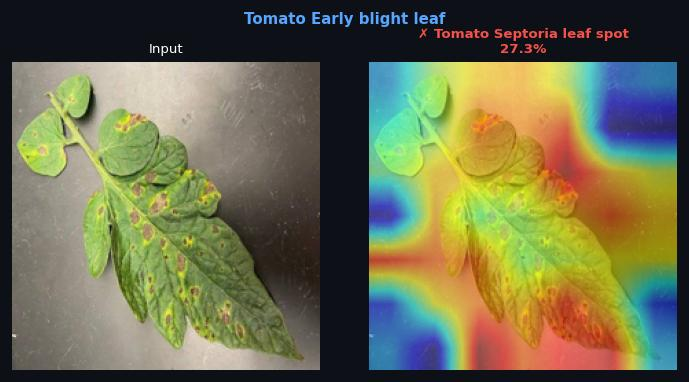 Tomato Early blight leaf
Input
✗ Tomato Septoria leaf spot
27.3%